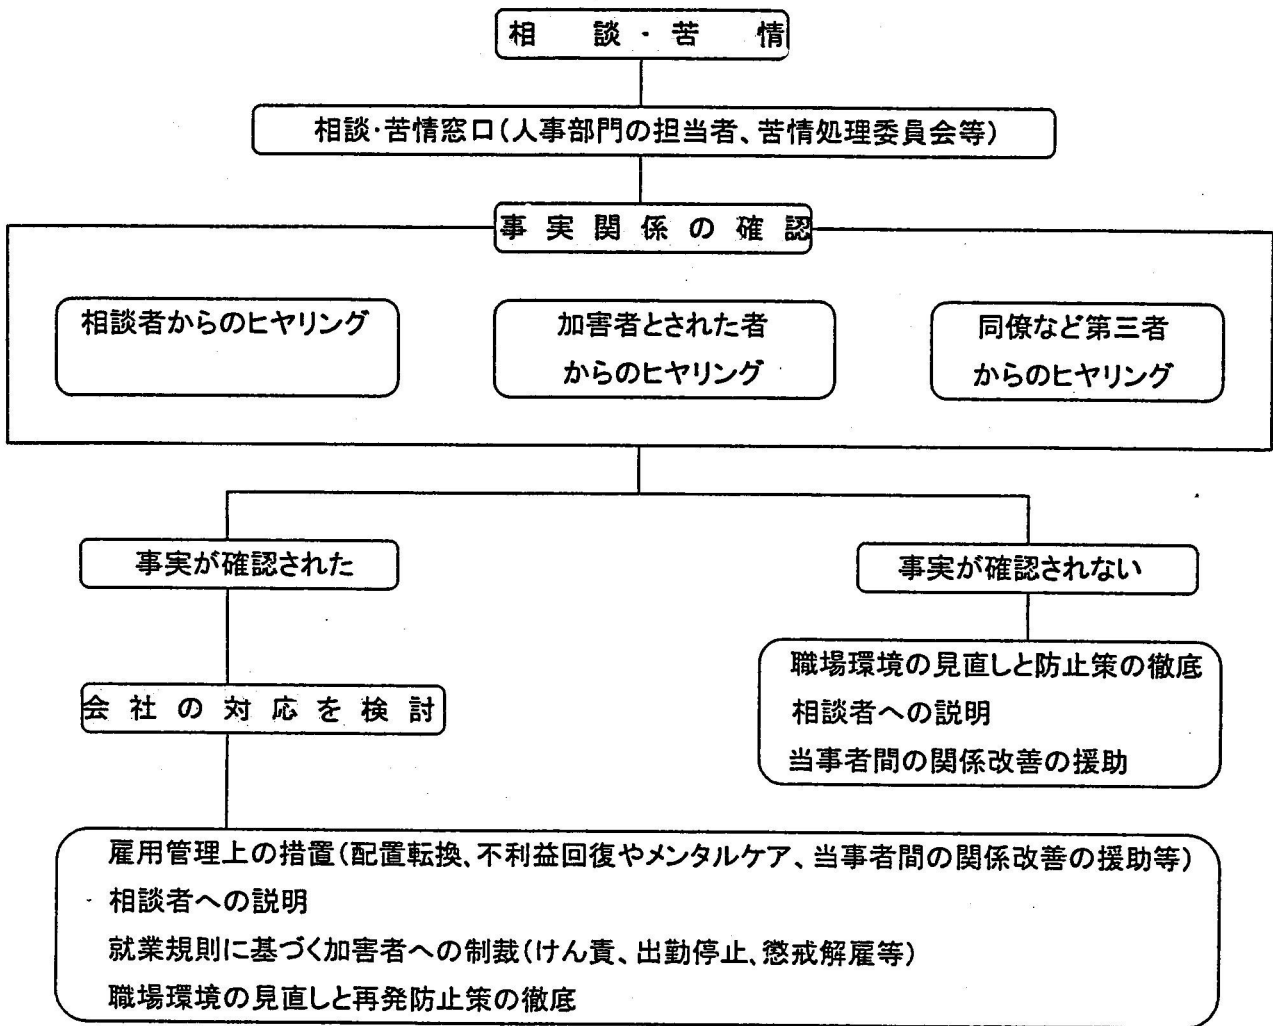 相談・苦情
相談・苦情窓口(人事部門の担当者、苦情処理委員会等)
事実関係の確認
相談者からのヒヤリング
加害者とされた者
からのヒヤリング
同僚など第三者
からのヒヤリング
事実が確認された
事実が確認されない
会社の対応を検討
職場環境の見直しと防止策の徹底
相談者への説明
当事者間の関係改善の援助
雇用管理上の措置(配置転換、不利益回復やメンタルケア、当事者間の関係改善の援助等)
相談者への説明
就業規則に基づく加害者への制裁(けん責、出勤停止、懲戒解雇等)
職場環境の見直しと再発防止策の徹底